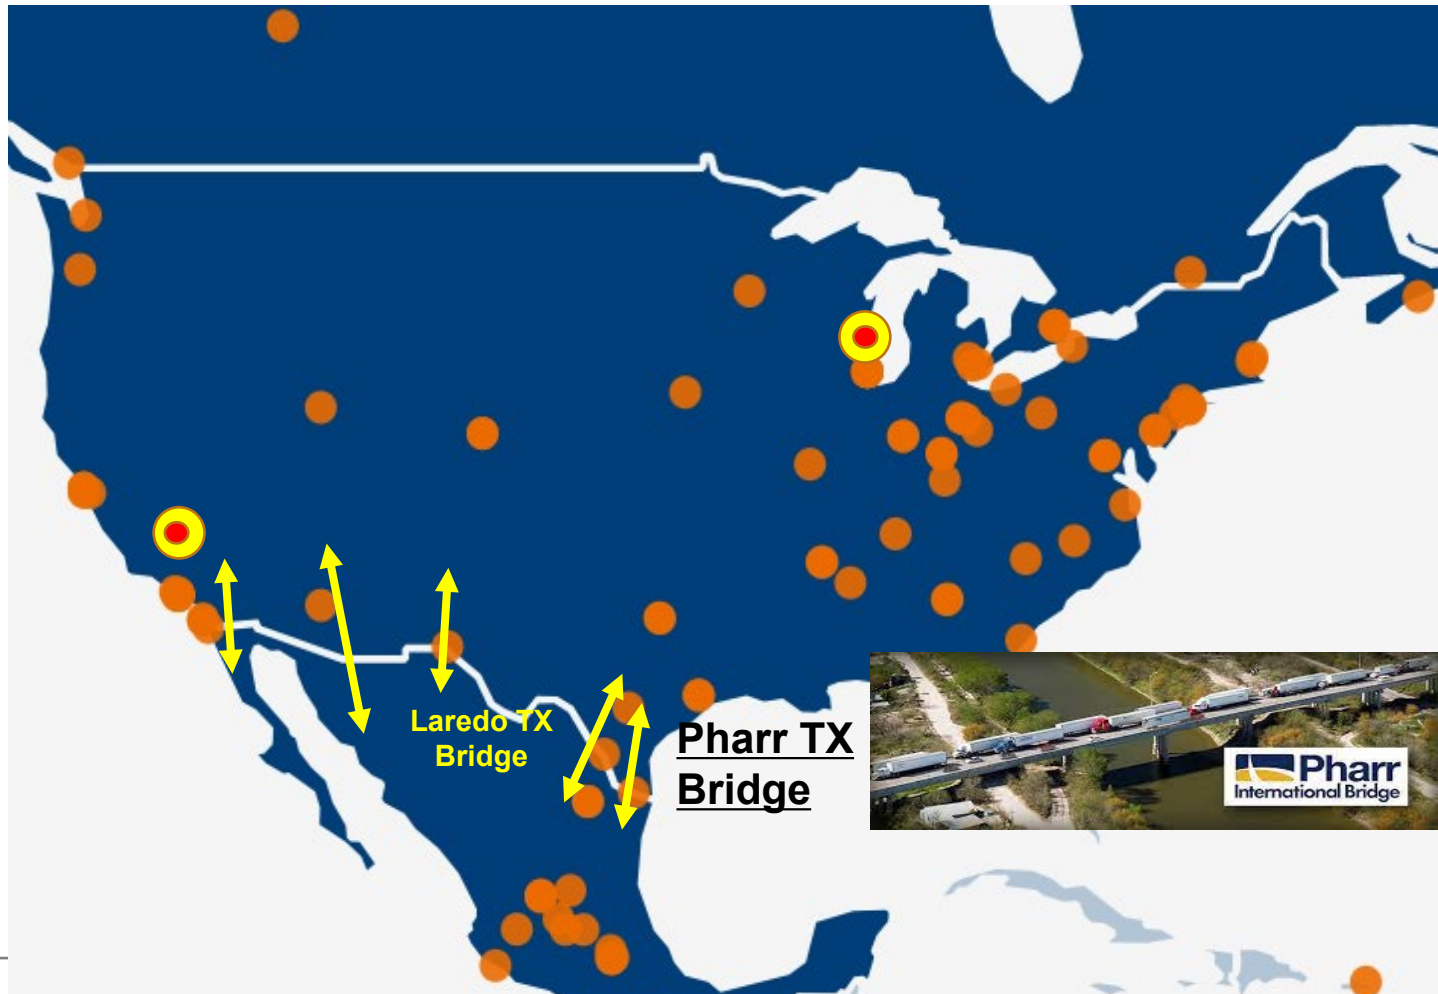 Laredo TX
Bridge
Pharr TX
Bridge
Pharr
International Bridge